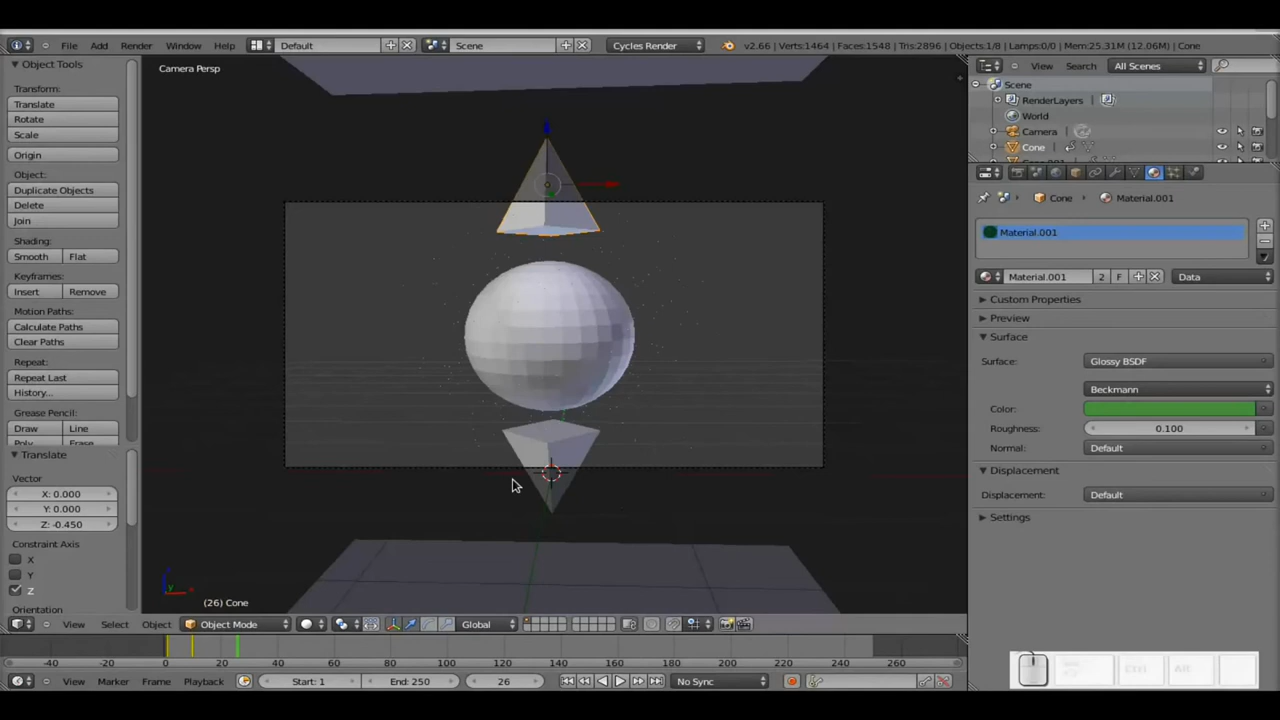 File Add Render Window Help Default Scene Cycles Render v2.66 | Verts:1464 | Faces:1548 | Tris:2896 | Objects:1/8 | Lamps:0/0 | Mem:25.31M (12.06M) | Cone
Object Tools
Transform:
Translate
Rotate
Scale
Origin
Object:
Duplicate Objects
Delete
Join
Shading:
Smooth Flat
Keyframes:
Insert Remove
Motion Paths:
Calculate Paths
Clear Paths
Repeat:
Repeat Last
History...
Grease Pencil:
Draw Line
Poly Erase
Translate
Vector
X: 0.000
Y: 0.000
Z: -0.450
Constraint Axis
X
Y
Z
Orientation
Camera Persp
z
y
x
(26) Cone
View Select Object Object Mode Global
-40 -20 0 20 40 60 80 100 120 140 160 180 200 220 240 260
View Marker Frame Playback Start: 1 End: 250 26 No Sync
View Search All Scenes
Scene
RenderLayers
World
Camera
Cone
Cone Material.001
Material.001
Material.001 2 F Data
Custom Properties
Preview
Surface
Surface: Glossy BSDF
Beckmann
Color:
Roughness: 0.100
Normal: Default
Displacement
Displacement: Default
Settings
Ctrl Alt